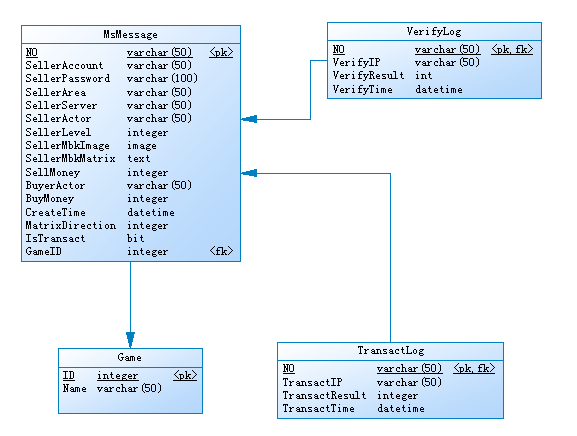 MsMessage
NO varchar(50) <pk>
SellerAccount varchar(50)
SellerPassword varchar(100)
SellerArea varchar(50)
SellerServer varchar(50)
SellerActor varchar(50)
SellerLevel integer
SellerMbkImage image
SellerMbkMatrix text
SellMoney integer
BuyerActor varchar(50)
BuyMoney integer
CreateTime datetime
MatrixDirection integer
IsTransact bit
GameID integer <fk>
VerifyLog
NO varchar(50) <pk,fk>
VerifyIP varchar(50)
VerifyResult int
VerifyTime datetime
Game
ID integer <pk>
Name varchar(50)
TransactLog
NO varchar(50) <pk,fk>
TransactIP varchar(50)
TransactResult integer
TransactTime datetime